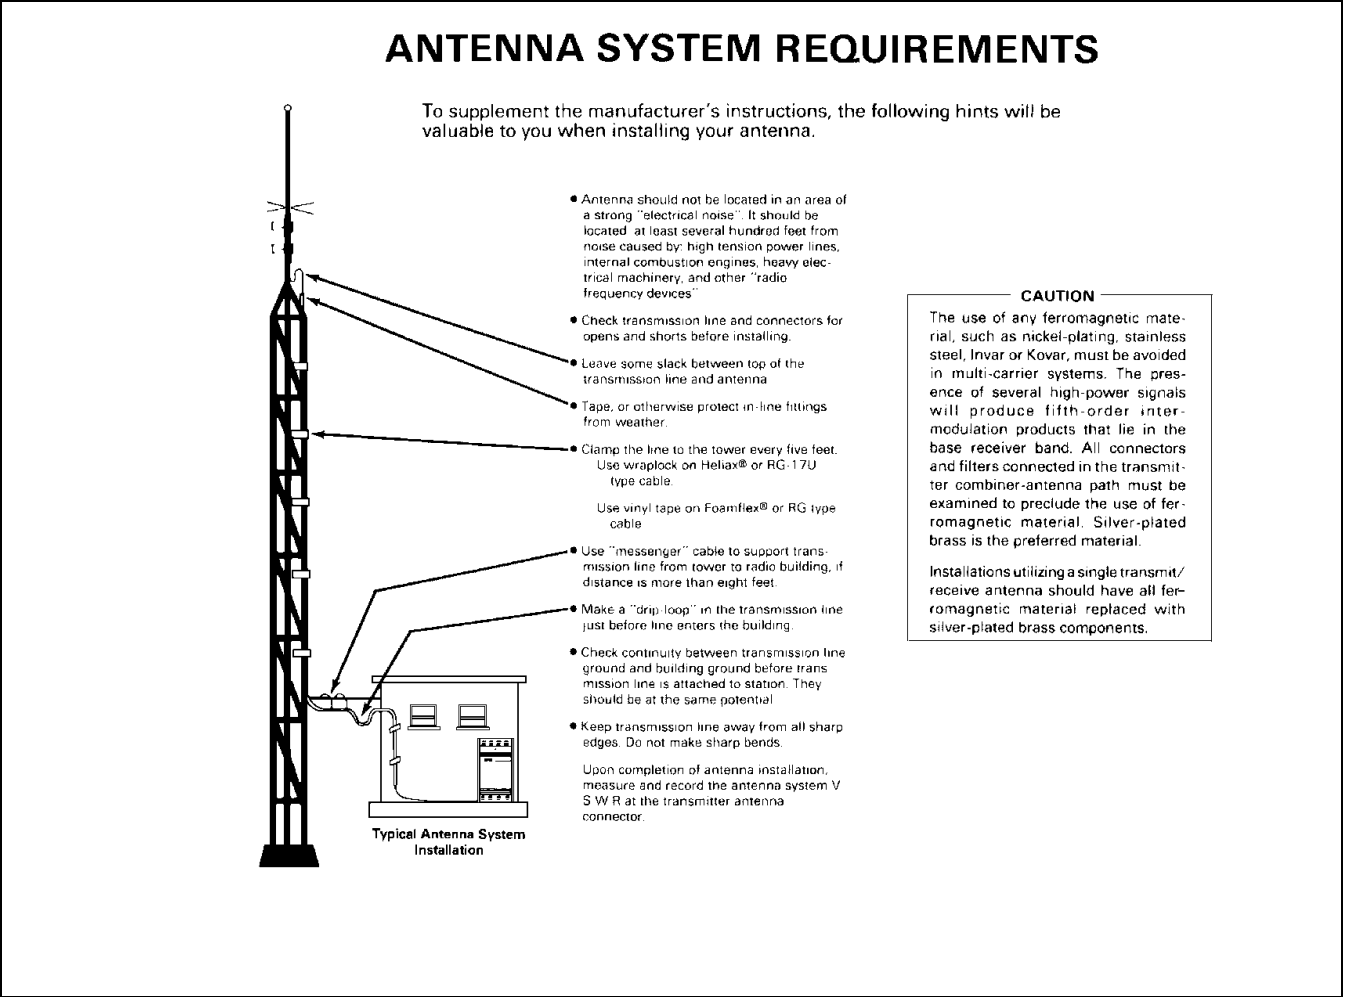 ANTENNA SYSTEM REQUIREMENTS
To supplement the manufacturer's instructions, the following hints will be
valuable to you when installing your antenna.
• Antenna should not be located in an area of
a strong "electrical noise". It should be
located at least several hundred feet from
noise caused by: high tension power lines,
internal combustion engines, heavy elec-
trical machinery, and other "radio
frequency devices"
• Check transmission line and connectors for
opens and shorts before installing.
• Leave some slack between top of the
transmission line and antenna
• Tape, or otherwise protect in-line fittings
from weather.
• Clamp the line to the tower every five feet.
Use wraplock on Heliax® or RG-17U
type cable.
Use vinyl tape on Foamflex® or RG type
cable
• Use "messenger" cable to support trans-
mission line from tower to radio building, if
distance is more than eight feet.
• Make a "drip-loop" in the transmission line
just before line enters the building.
• Check continuity between transmission line
ground and building ground before trans
mission line is attached to station. They
should be at the same potential
• Keep transmission line away from all sharp
edges. Do not make sharp bends.
Upon completion of antenna installation,
measure and record the antenna system V
S W R at the transmitter antenna
connector.
Typical Antenna System
Installation
CAUTION
The use of any ferromagnetic mate-
rial, such as nickel-plating, stainless
steel, Invar or Kovar, must be avoided
in multi-carrier systems. The pres-
ence of several high-power signals
will produce fifth-order inter-
modulation products that lie in the
base receiver band. All connectors
and filters connected in the transmit-
ter combiner-antenna path must be
examined to preclude the use of fer-
romagnetic material. Silver-plated
brass is the preferred material.
Installations utilizing a single transmit/
receive antenna should have all fer-
romagnetic material replaced with
silver-plated brass components.